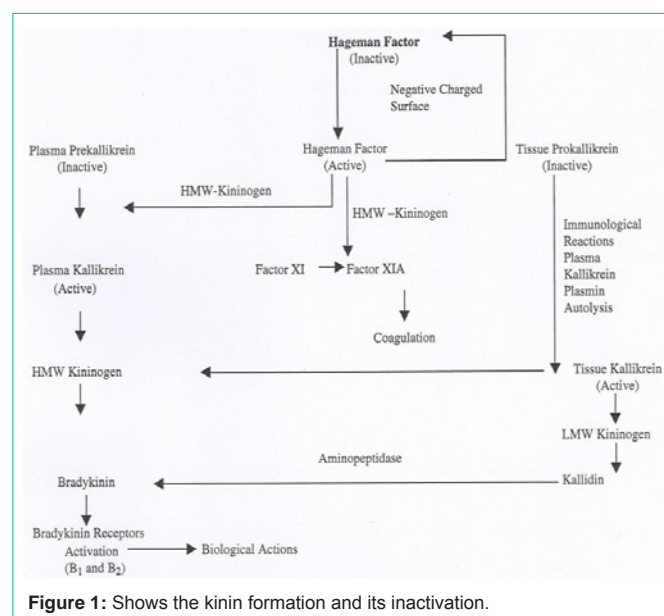 Hageman Factor
(Inactive)
Negative Charged
Surface
Plasma Prekallikrein
(Inactive)
Hageman Factor
(Active)
Tissue Prokallikrein
(Inactive)
HMW-Kininogen
HMW –Kininogen
Immunological
Reactions
Plasma
Kallikrein
Plasmin
Autolysis
Plasma Kallikrein
(Active)
Factor XI
Factor XIA
Coagulation
HMW Kininogen
Tissue Kallikrein
(Active)
LMW Kininogen
Aminopeptidase
Bradykinin
Kallidin
Bradykinin Receptors
Activation
(B1 and B2)
Biological Actions
Figure 1: Shows the kinin formation and its inactivation.